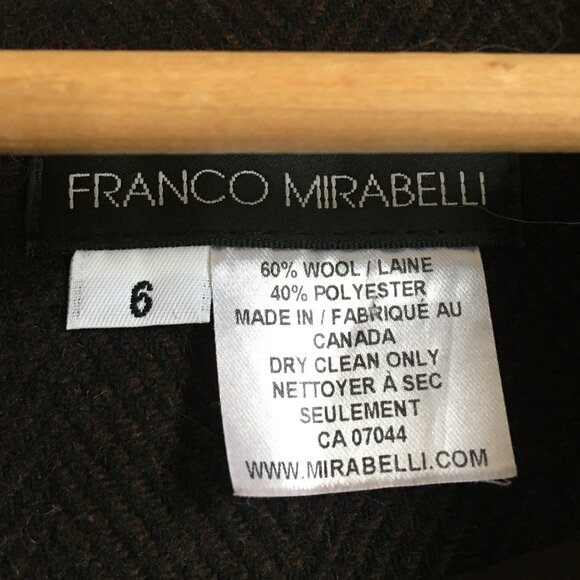 FRANCO MIRABELLI
6
60% WOOL / LAINE
40% POLYESTER
MADE IN / FABRIQUÉ AU
CANADA
DRY CLEAN ONLY
NETTOYER À SEC
SEULEMENT
CA 07044
WWW.MIRABELLI.COM